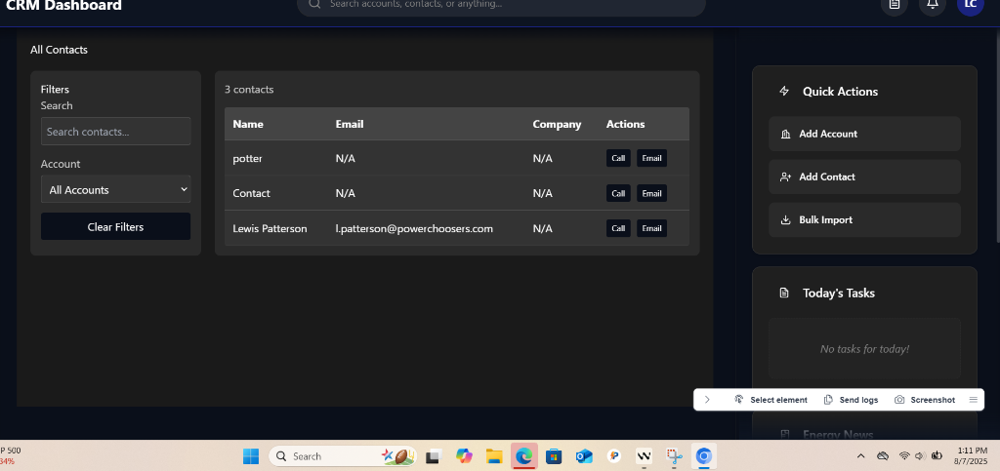 CRM Dashboard
Search accounts, contacts, or anything...
LC
All Contacts
Filters
Search
Search contacts...
Account
All Accounts
Clear Filters
3 contacts
Name Email Company Actions
potter N/A N/A Call Email
Contact N/A N/A Call Email
Lewis Patterson l.patterson@powerchoosers.com N/A Call Email
Quick Actions
Add Account
Add Contact
Bulk Import
Today's Tasks
No tasks for today!
Energy News
Select element Send logs Screenshot
P 500
34%
Search
1:11 PM
8/7/2025